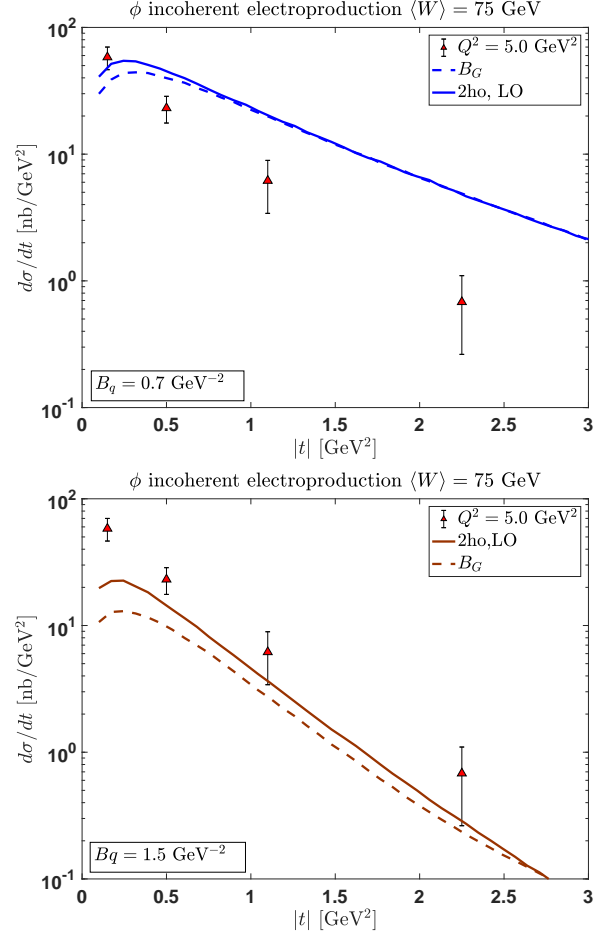 ϕ incoherent electroproduction ⟨W⟩ = 75 GeV
10²
10¹
10⁰
10⁻¹
dσ/dt [nb/GeV²]
Q² = 5.0 GeV²
B_G
2ho, LO
B_q = 0.7 GeV⁻²
0 0.5 1 1.5 2 2.5 3
|t| [GeV²]
ϕ incoherent electroproduction ⟨W⟩ = 75 GeV
10²
10¹
10⁰
10⁻¹
dσ/dt [nb/GeV²]
Q² = 5.0 GeV²
2ho,LO
B_G
Bq = 1.5 GeV⁻²
0 0.5 1 1.5 2 2.5 3
|t| [GeV²]